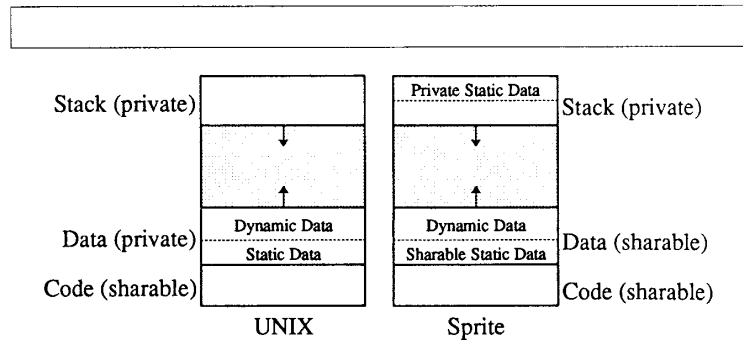 Private Static Data
Stack (private)
Stack (private)
Dynamic Data
Dynamic Data
Data (private)
Data (sharable)
Static Data
Sharable Static Data
Code (sharable)
Code (sharable)
UNIX
Sprite